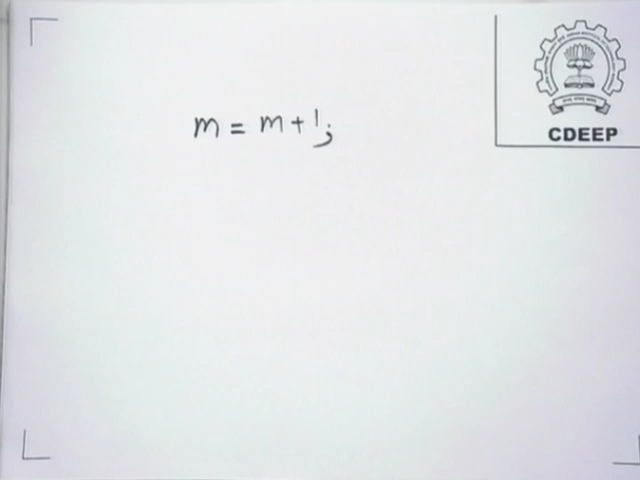 m = m + 1;
CDEEP